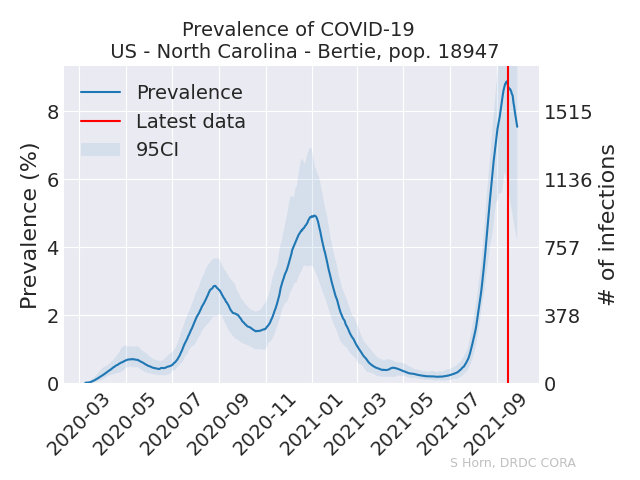 Prevalence of COVID-19
US - North Carolina - Bertie, pop. 18947
Prevalence
Latest data
95CI
Prevalence (%)
8
6
4
2
0
1515
1136
757
378
0
# of infections
2020-03
2020-05
2020-07
2020-09
2020-11
2021-01
2021-03
2021-05
2021-07
2021-09
S Horn, DRDC CORA